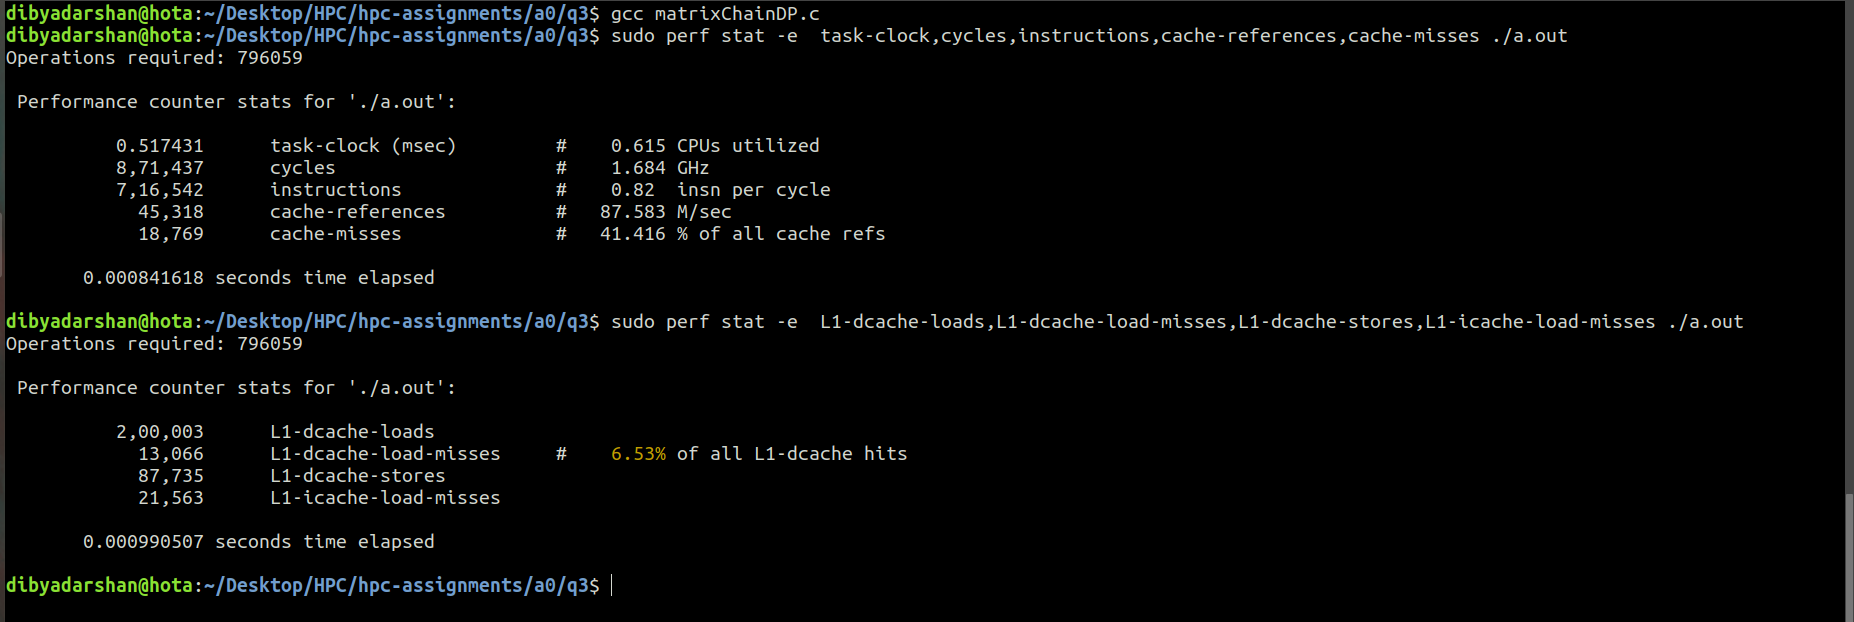 dibyadarshan@hota:~/Desktop/HPC/hpc-assignments/a0/q3$ gcc matrixChainDP.c
dibyadarshan@hota:~/Desktop/HPC/hpc-assignments/a0/q3$ sudo perf stat -e  task-clock,cycles,instructions,cache-references,cache-misses ./a.out
Operations required: 796059
Performance counter stats for './a.out':
0.517431      task-clock (msec)         #    0.615 CPUs utilized
8,71,437      cycles                    #    1.684 GHz
7,16,542      instructions              #    0.82  insn per cycle
45,318      cache-references          #   87.583 M/sec
18,769      cache-misses              #   41.416 % of all cache refs
0.000841618 seconds time elapsed
dibyadarshan@hota:~/Desktop/HPC/hpc-assignments/a0/q3$ sudo perf stat -e  L1-dcache-loads,L1-dcache-load-misses,L1-dcache-stores,L1-icache-load-misses ./a.out
Operations required: 796059
Performance counter stats for './a.out':
2,00,003      L1-dcache-loads
13,066      L1-dcache-load-misses     #    6.53% of all L1-dcache hits
87,735      L1-dcache-stores
21,563      L1-icache-load-misses
0.000990507 seconds time elapsed
dibyadarshan@hota:~/Desktop/HPC/hpc-assignments/a0/q3$